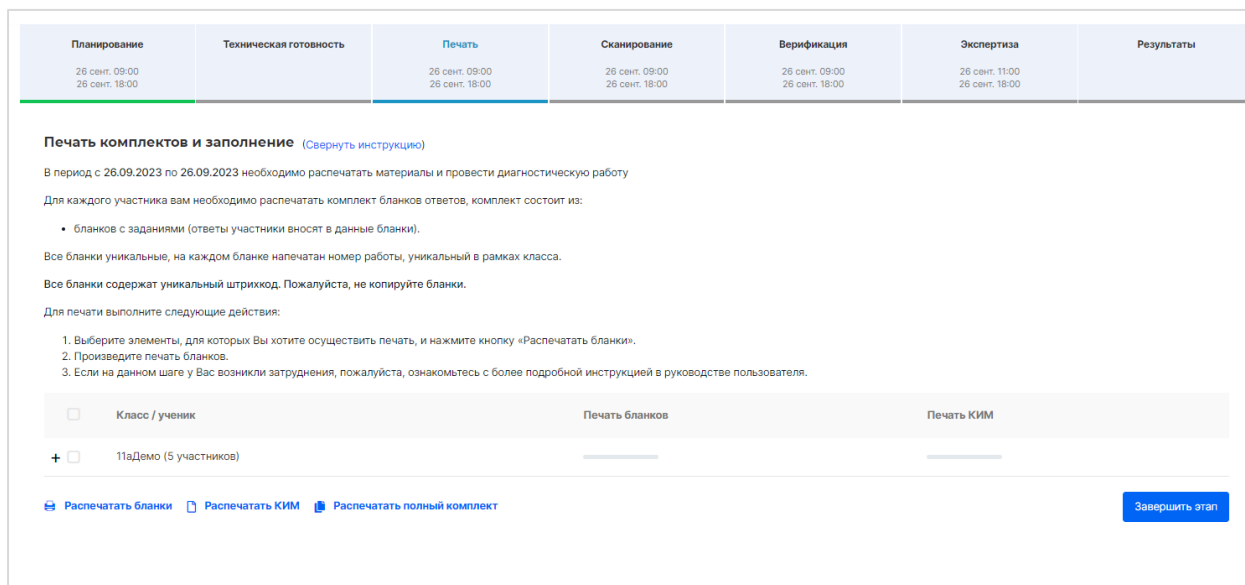 Планирование
26 сент. 09:00
26 сент. 18:00
Техническая готовность
Печать
26 сент. 09:00
26 сент. 18:00
Сканирование
26 сент. 09:00
26 сент. 18:00
Верификация
26 сент. 09:00
26 сент. 18:00
Экспертиза
26 сент. 11:00
26 сент. 18:00
Результаты
Печать комплектов и заполнение (Свернуть инструкцию)
В период с 26.09.2023 по 26.09.2023 необходимо распечатать материалы и провести диагностическую работу
Для каждого участника вам необходимо распечатать комплект бланков ответов, комплект состоит из:
• бланков с заданиями (ответы участники вносят в данные бланки).
Все бланки уникальные, на каждом бланке напечатан номер работы, уникальный в рамках класса.
Все бланки содержат уникальный штрихкод. Пожалуйста, не копируйте бланки.
Для печати выполните следующие действия:
1. Выберите элементы, для которых Вы хотите осуществить печать, и нажмите кнопку «Распечатать бланки».
2. Произведите печать бланков.
3. Если на данном шаге у Вас возникли затруднения, пожалуйста, ознакомьтесь с более подробной инструкцией в руководстве пользователя.
Класс / ученик Печать бланков Печать КИМ
+ 11аДемо (5 участников)
Распечатать бланки Распечатать КИМ Распечатать полный комплект Завершить этап